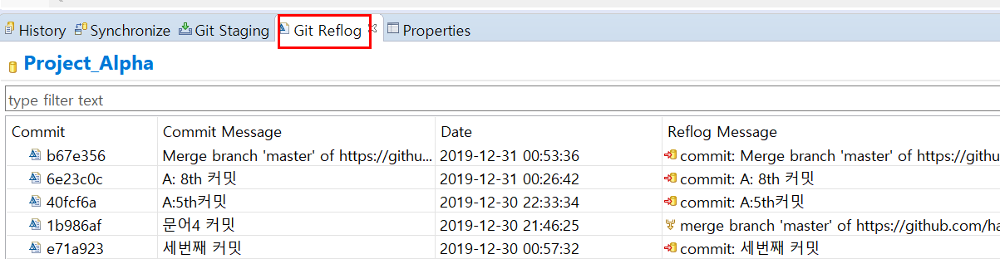 History Synchronize Git Staging Git Reflog Properties
Project_Alpha
type filter text
Commit Commit Message Date Reflog Message
b67e356 Merge branch 'master' of https://githu... 2019-12-31 00:53:36 commit: Merge branch 'master' of https://githu
6e23c0c A: 8th 커밋 2019-12-31 00:26:42 commit: A: 8th 커밋
40fcf6a A:5th커밋 2019-12-30 22:33:34 commit: A:5th커밋
1b986af 문어4 커밋 2019-12-30 21:46:25 merge branch 'master' of https://github.com/ha
e71a923 세번째 커밋 2019-12-30 00:57:32 commit: 세번째 커밋